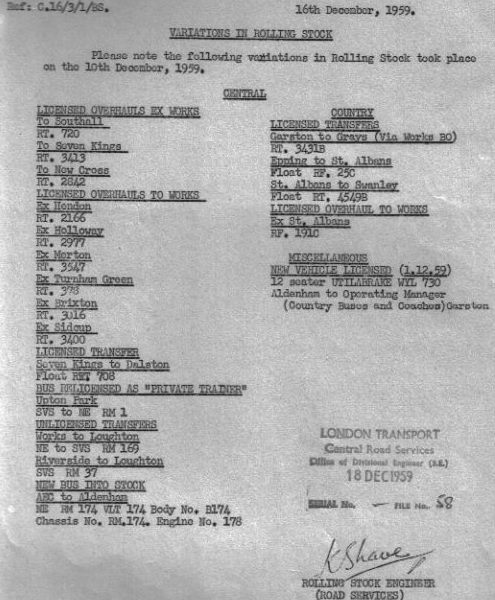 Ref: C.16/3/1/BS.
16th December, 1959.
VARIATIONS IN ROLLING STOCK
Please note the following variations in Rolling Stock took place
on the 10th December, 1959.
CENTRAL
LICENSED OVERHAULS EX WORKS
To Southall
RT. 720
To Seven Kings
RT. 3413
To New Cross
RT. 2642
LICENSED OVERHAULS TO WORKS
Ex Hendon
RT. 2166
Ex Holloway
RT. 2977
Ex Merton
RT. 3547
Ex Turnham Green
RT.
Ex Brixton
RT. 3016
Ex Sidcup
RT. 3400
LICENSED TRANSFER
Seven Kings to Dalston
Float 708
BUS RELICENSED AS "PRIVATE TRAINER"
Upton Park
SVS to NE RM 1
UNLICENSED TRANSFERS
Works to Loughton
NE to SVS RM 169
Riverside to Loughton
SVS RM 37
NEW BUS INTO STOCK
AEC to Aldenham
NE RM 174 VLT 174 Body No. B174
Chassis No. RM.174. Engine No. 178
COUNTRY
LICENSED TRANSFERS
Garston to Grays (Via Works BO)
RT. 3431B
Epping to St. Albans
Float RF. 25C
St. Albans to Swanley
Float RT. 4549B
LICENSED OVERHAUL TO WORKS
Ex St. Albans
RF. 191C
MISCELLANEOUS
NEW VEHICLE LICENSED (1.12.59)
12 seater UTILABRAKE WYL 730
Aldenham to Operating Manager
(Country Buses and Coaches)Garston
LONDON TRANSPORT
Central Road Services
Office of Divisional Engineer (R.S.)
18 DEC 1959
SERIAL No. — FILE No. 58
K Shave
ROLLING STOCK ENGINEER
(ROAD SERVICES)